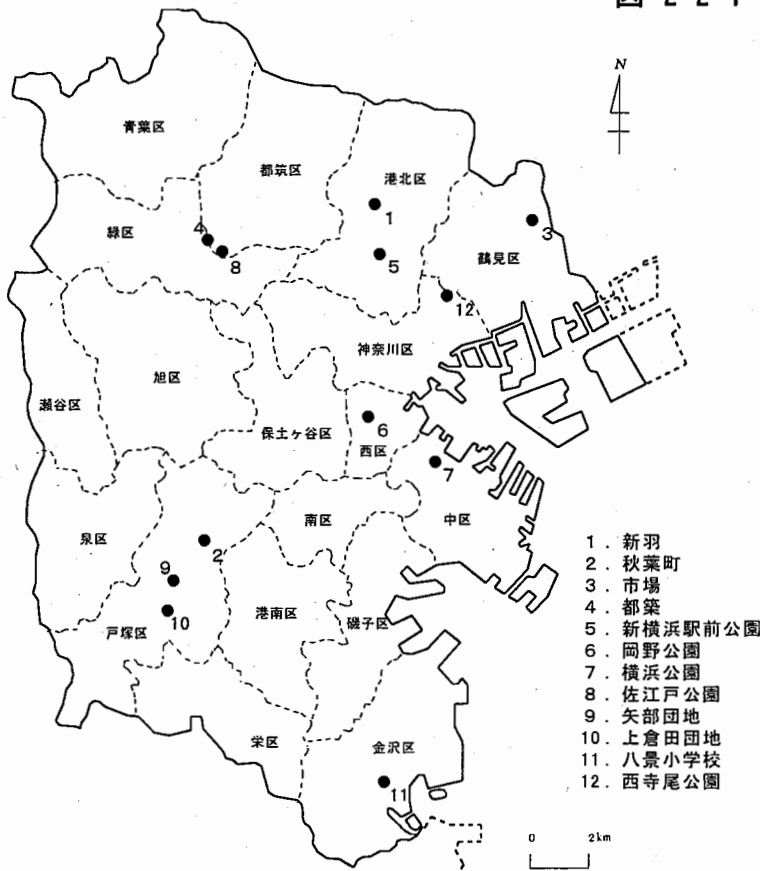 図 2 2 1
N
青葉区
都筑区
港北区
緑区
4
8
1
5
3
鶴見区
12
神奈川区
旭区
瀬谷区
保土ヶ谷区
6
西区
7
泉区
2
南区
中区
9
10
戸塚区
港南区
磯子区
栄区
金沢区
11
1．新羽
2．秋葉町
3．市場
4．都築
5．新横浜駅前公園
6．岡野公園
7．横浜公園
8．佐江戸公園
9．矢部団地
10．上倉田団地
11．八景小学校
12．西寺尾公園
0 2km